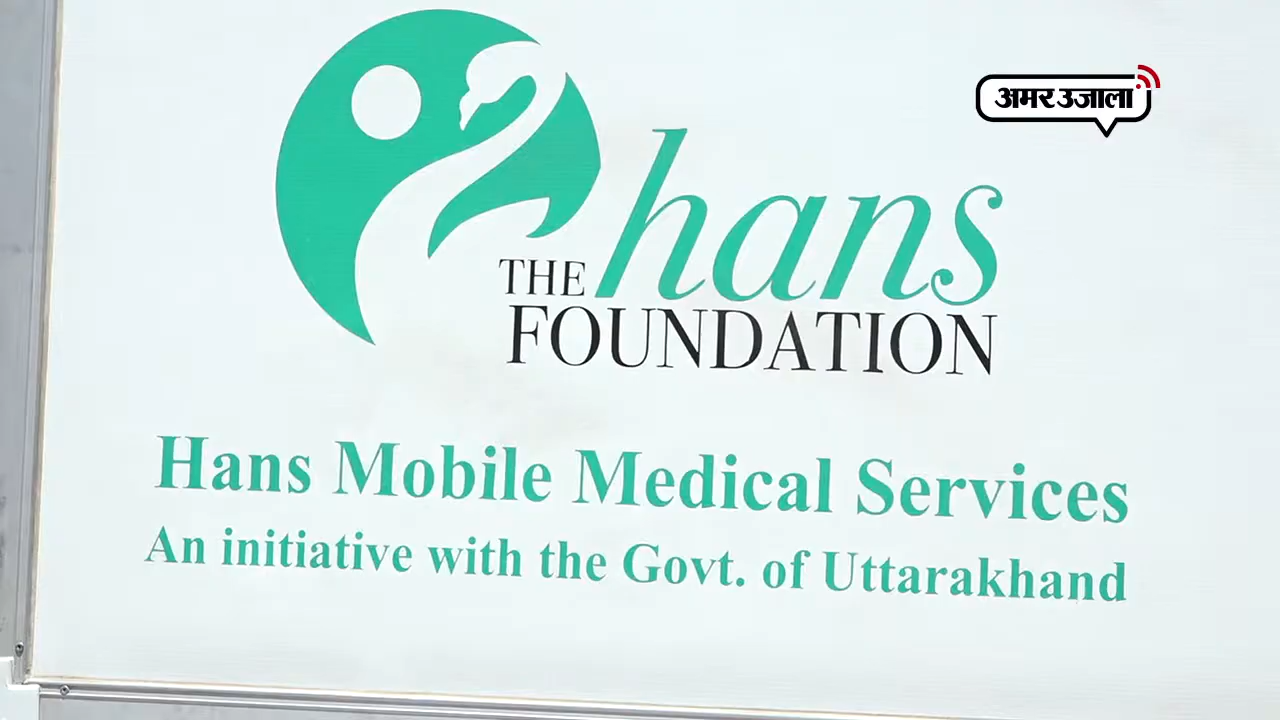 अमर उजाला
THE hans
FOUNDATION
Hans Mobile Medical Services
An initiative with the Govt. of Uttarakhand